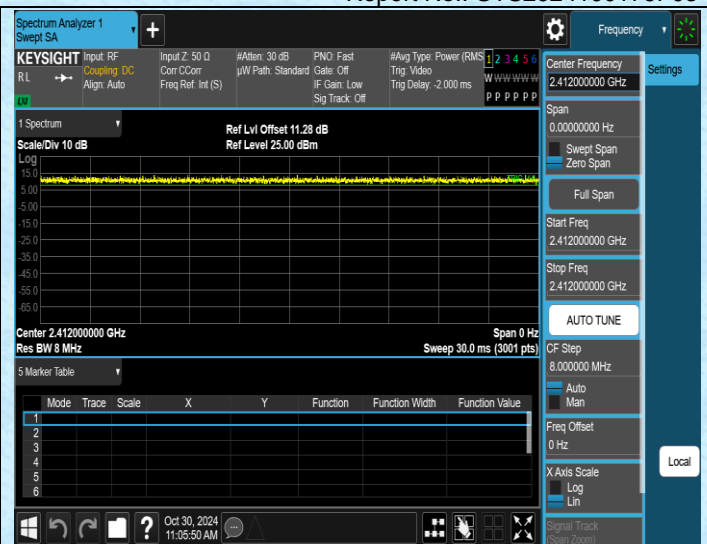 Spectrum Analyzer 1
Swept SA
+
Frequency
KEYSIGHT
RL
LXI
Input: RF
Coupling: DC
Align: Auto
Input Z: 50 Ω
Corr CCorr
Freq Ref: Int (S)
#Atten: 30 dB
µW Path: Standard
PNO: Fast
Gate: Off
IF Gain: Low
Sig Track: Off
#Avg Type: Power (RMS
Trig: Video
Trig Delay: -2.000 ms
1 2 3 4 5 6
W W W W W W
P P P P P P
1 Spectrum
Scale/Div 10 dB
Ref Lvl Offset 11.28 dB
Ref Level 25.00 dBm
Log
15.0
5.00
-5.00
-15.0
-25.0
-35.0
-45.0
-55.0
-65.0
Center 2.412000000 GHz
Span 0 Hz
Res BW 8 MHz
Sweep 30.0 ms (3001 pts)
5 Marker Table
Mode Trace Scale X Y Function Function Width Function Value
1
2
3
4
5
6
Oct 30, 2024
11:05:50 AM
?
Center Frequency
2.412000000 GHz
Settings
Span
0.00000000 Hz
Swept Span
Zero Span
Full Span
Start Freq
2.412000000 GHz
Stop Freq
2.412000000 GHz
AUTO TUNE
CF Step
8.000000 MHz
Auto
Man
Freq Offset
0 Hz
X Axis Scale
Log
Lin
Local
Signal Track
(Span Zoom)